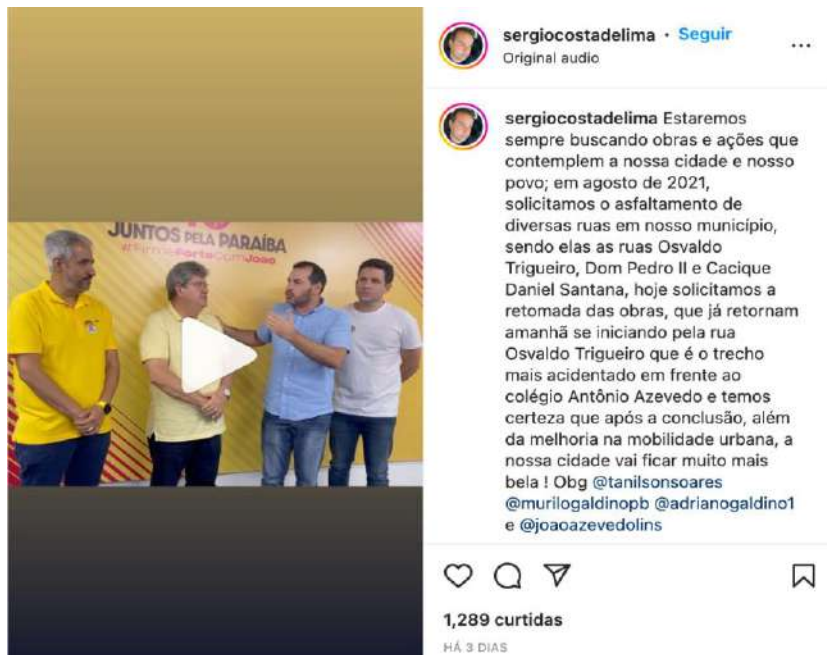 JUNTOS PELA PARAÍBA
#FirmeForteComJoao
sergiocostadelima • Seguir
Original audio
sergiocostadelima Estaremos
sempre buscando obras e ações que
contemplem a nossa cidade e nosso
povo; em agosto de 2021,
solicitamos o asfaltamento de
diversas ruas em nosso município,
sendo elas as ruas Osvaldo
Trigueiro, Dom Pedro II e Cacique
Daniel Santana, hoje solicitamos a
retomada das obras, que já retornam
amanhã se iniciando pela rua
Osvaldo Trigueiro que é o trecho
mais acidentado em frente ao
colégio Antônio Azevedo e temos
certeza que após a conclusão, além
da melhoria na mobilidade urbana, a
nossa cidade vai ficar muito mais
bela ! Obg @tanilsonsoares
@murilogaldinopb @adrianogaldino1
e @joaoazevedolins
1,289 curtidas
HÁ 3 DIAS